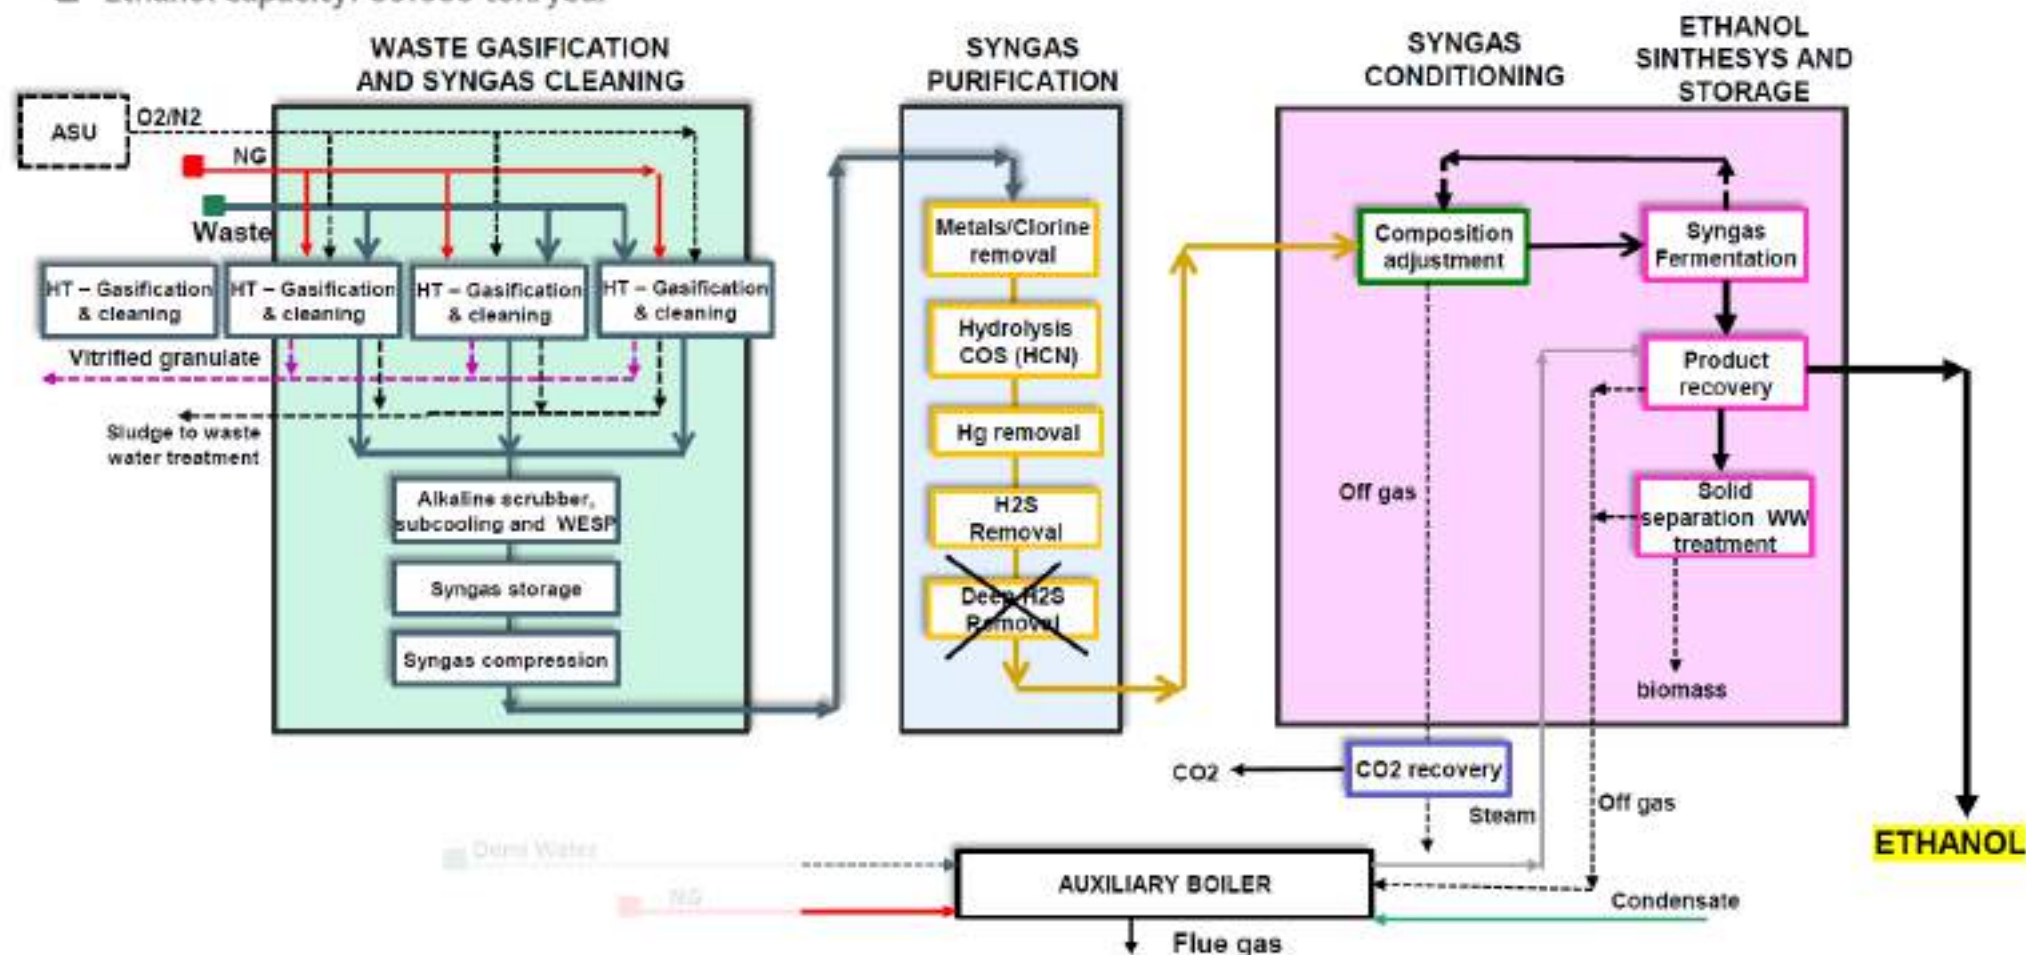 WASTE GASIFICATION
AND SYNGAS CLEANING
SYNGAS
PURIFICATION
SYNGAS
CONDITIONING
ETHANOL
SINTHESYS AND
STORAGE
ASU
O2/N2
NG
Waste
HT – Gasification
& cleaning
HT – Gasification
& cleaning
HT – Gasification
& cleaning
HT – Gasification
& cleaning
Vitrified granulate
Sludge to waste
water treatment
Alkaline scrubber,
subcooling and WESP
Syngas storage
Syngas compression
Metals/Clorine
removal
Hydrolysis
COS (HCN)
Hg removal
H2S
Removal
Deep H2S
Removal
Composition
adjustment
Syngas
Fermentation
Product
recovery
Solid
separation WW
treatment
Off gas
biomass
CO2
CO2 recovery
Steam
Off gas
ETHANOL
Demi Water
NG
AUXILIARY BOILER
Condensate
Flue gas